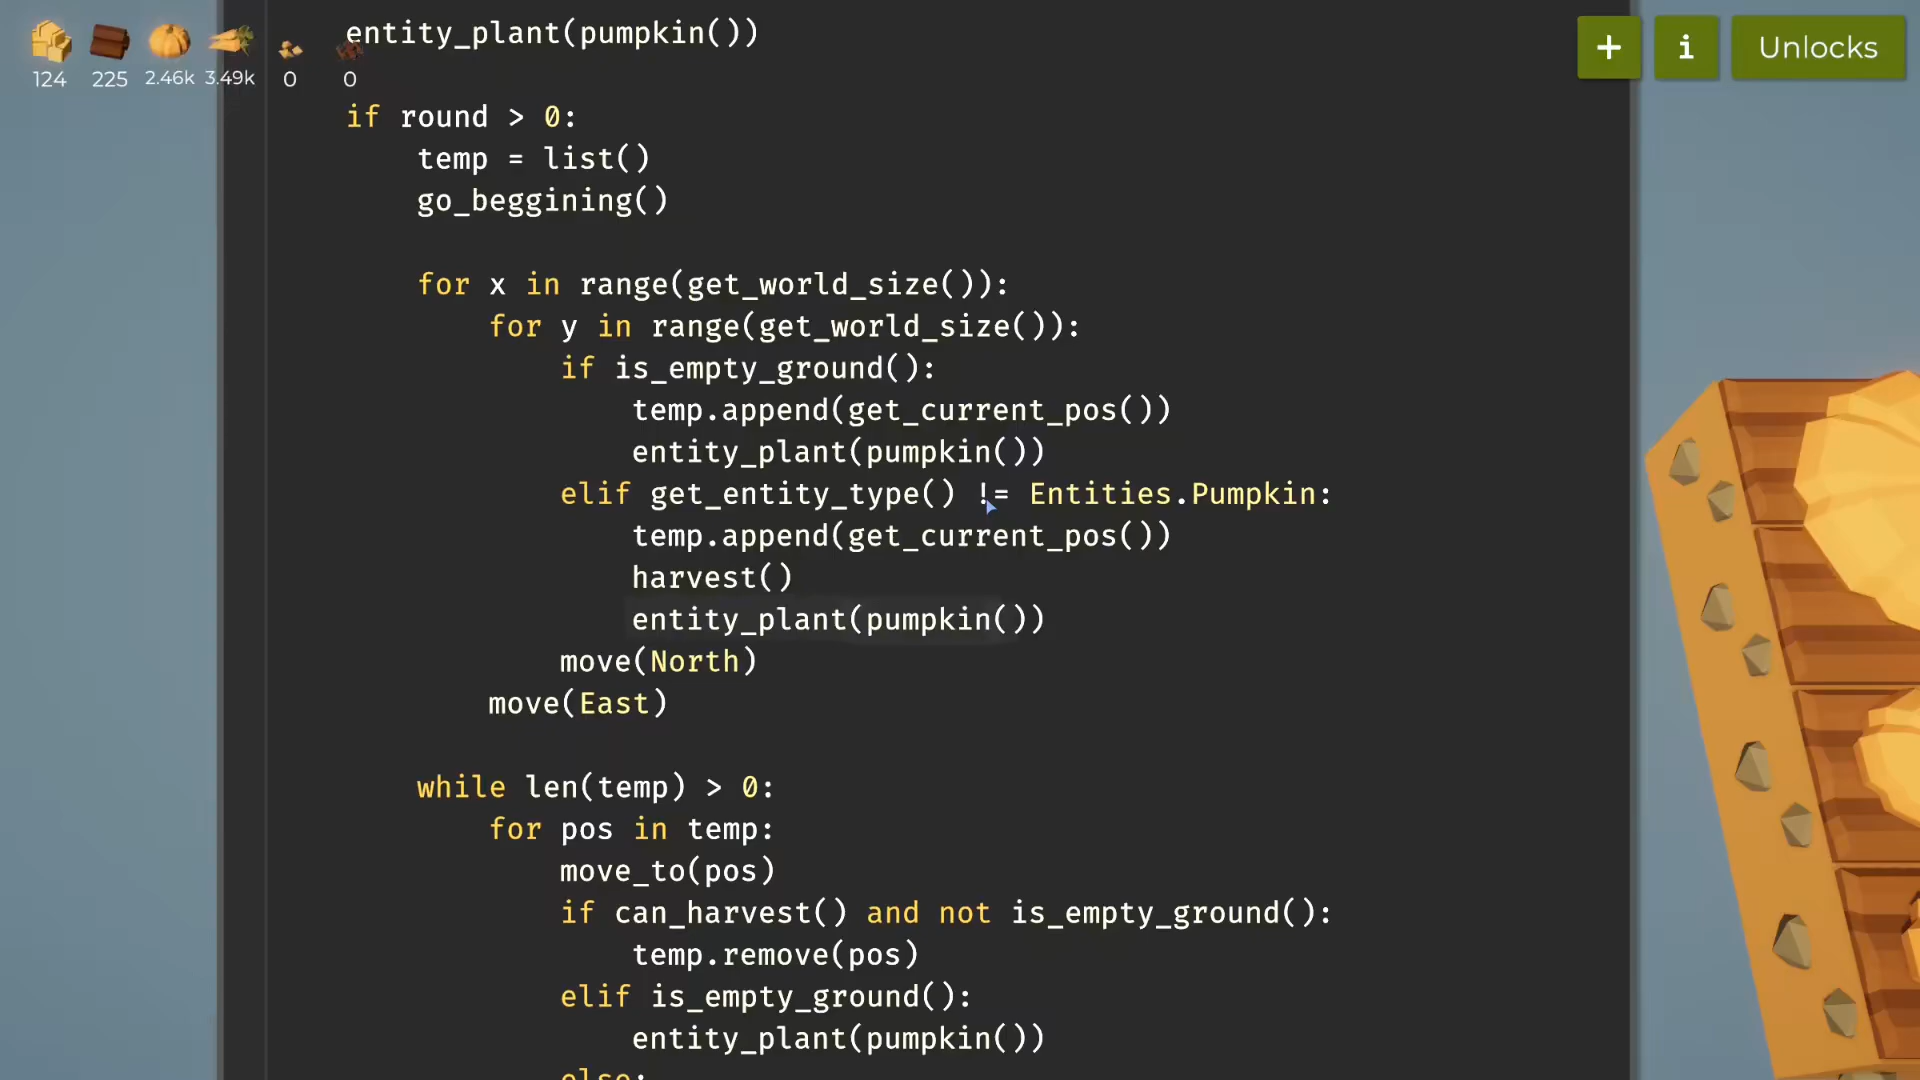 entity_plant(pumpkin())
124 225 2.46k 3.49k 0 0
+ i Unlocks
if round > 0:
temp = list()
go_beggining()
for x in range(get_world_size()):
for y in range(get_world_size()):
if is_empty_ground():
temp.append(get_current_pos())
entity_plant(pumpkin())
elif get_entity_type() != Entities.Pumpkin:
temp.append(get_current_pos())
harvest()
entity_plant(pumpkin())
move(North)
move(East)
while len(temp) > 0:
for pos in temp:
move_to(pos)
if can_harvest() and not is_empty_ground():
temp.remove(pos)
elif is_empty_ground():
entity_plant(pumpkin())
else: